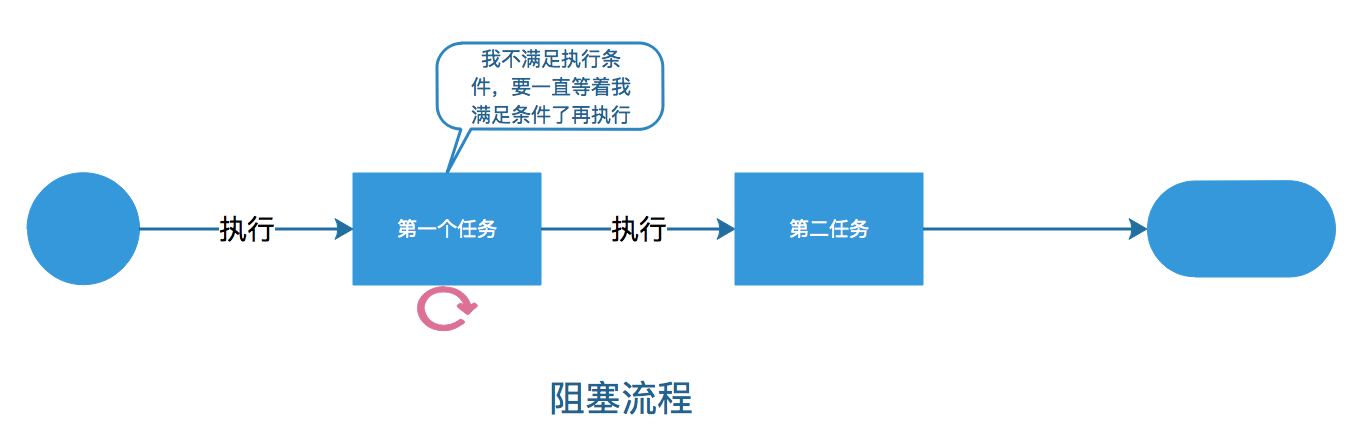 我不满足执行条
件，要一直等着我
满足条件了再执行
执行
第一个任务
执行
第二任务
阻塞流程